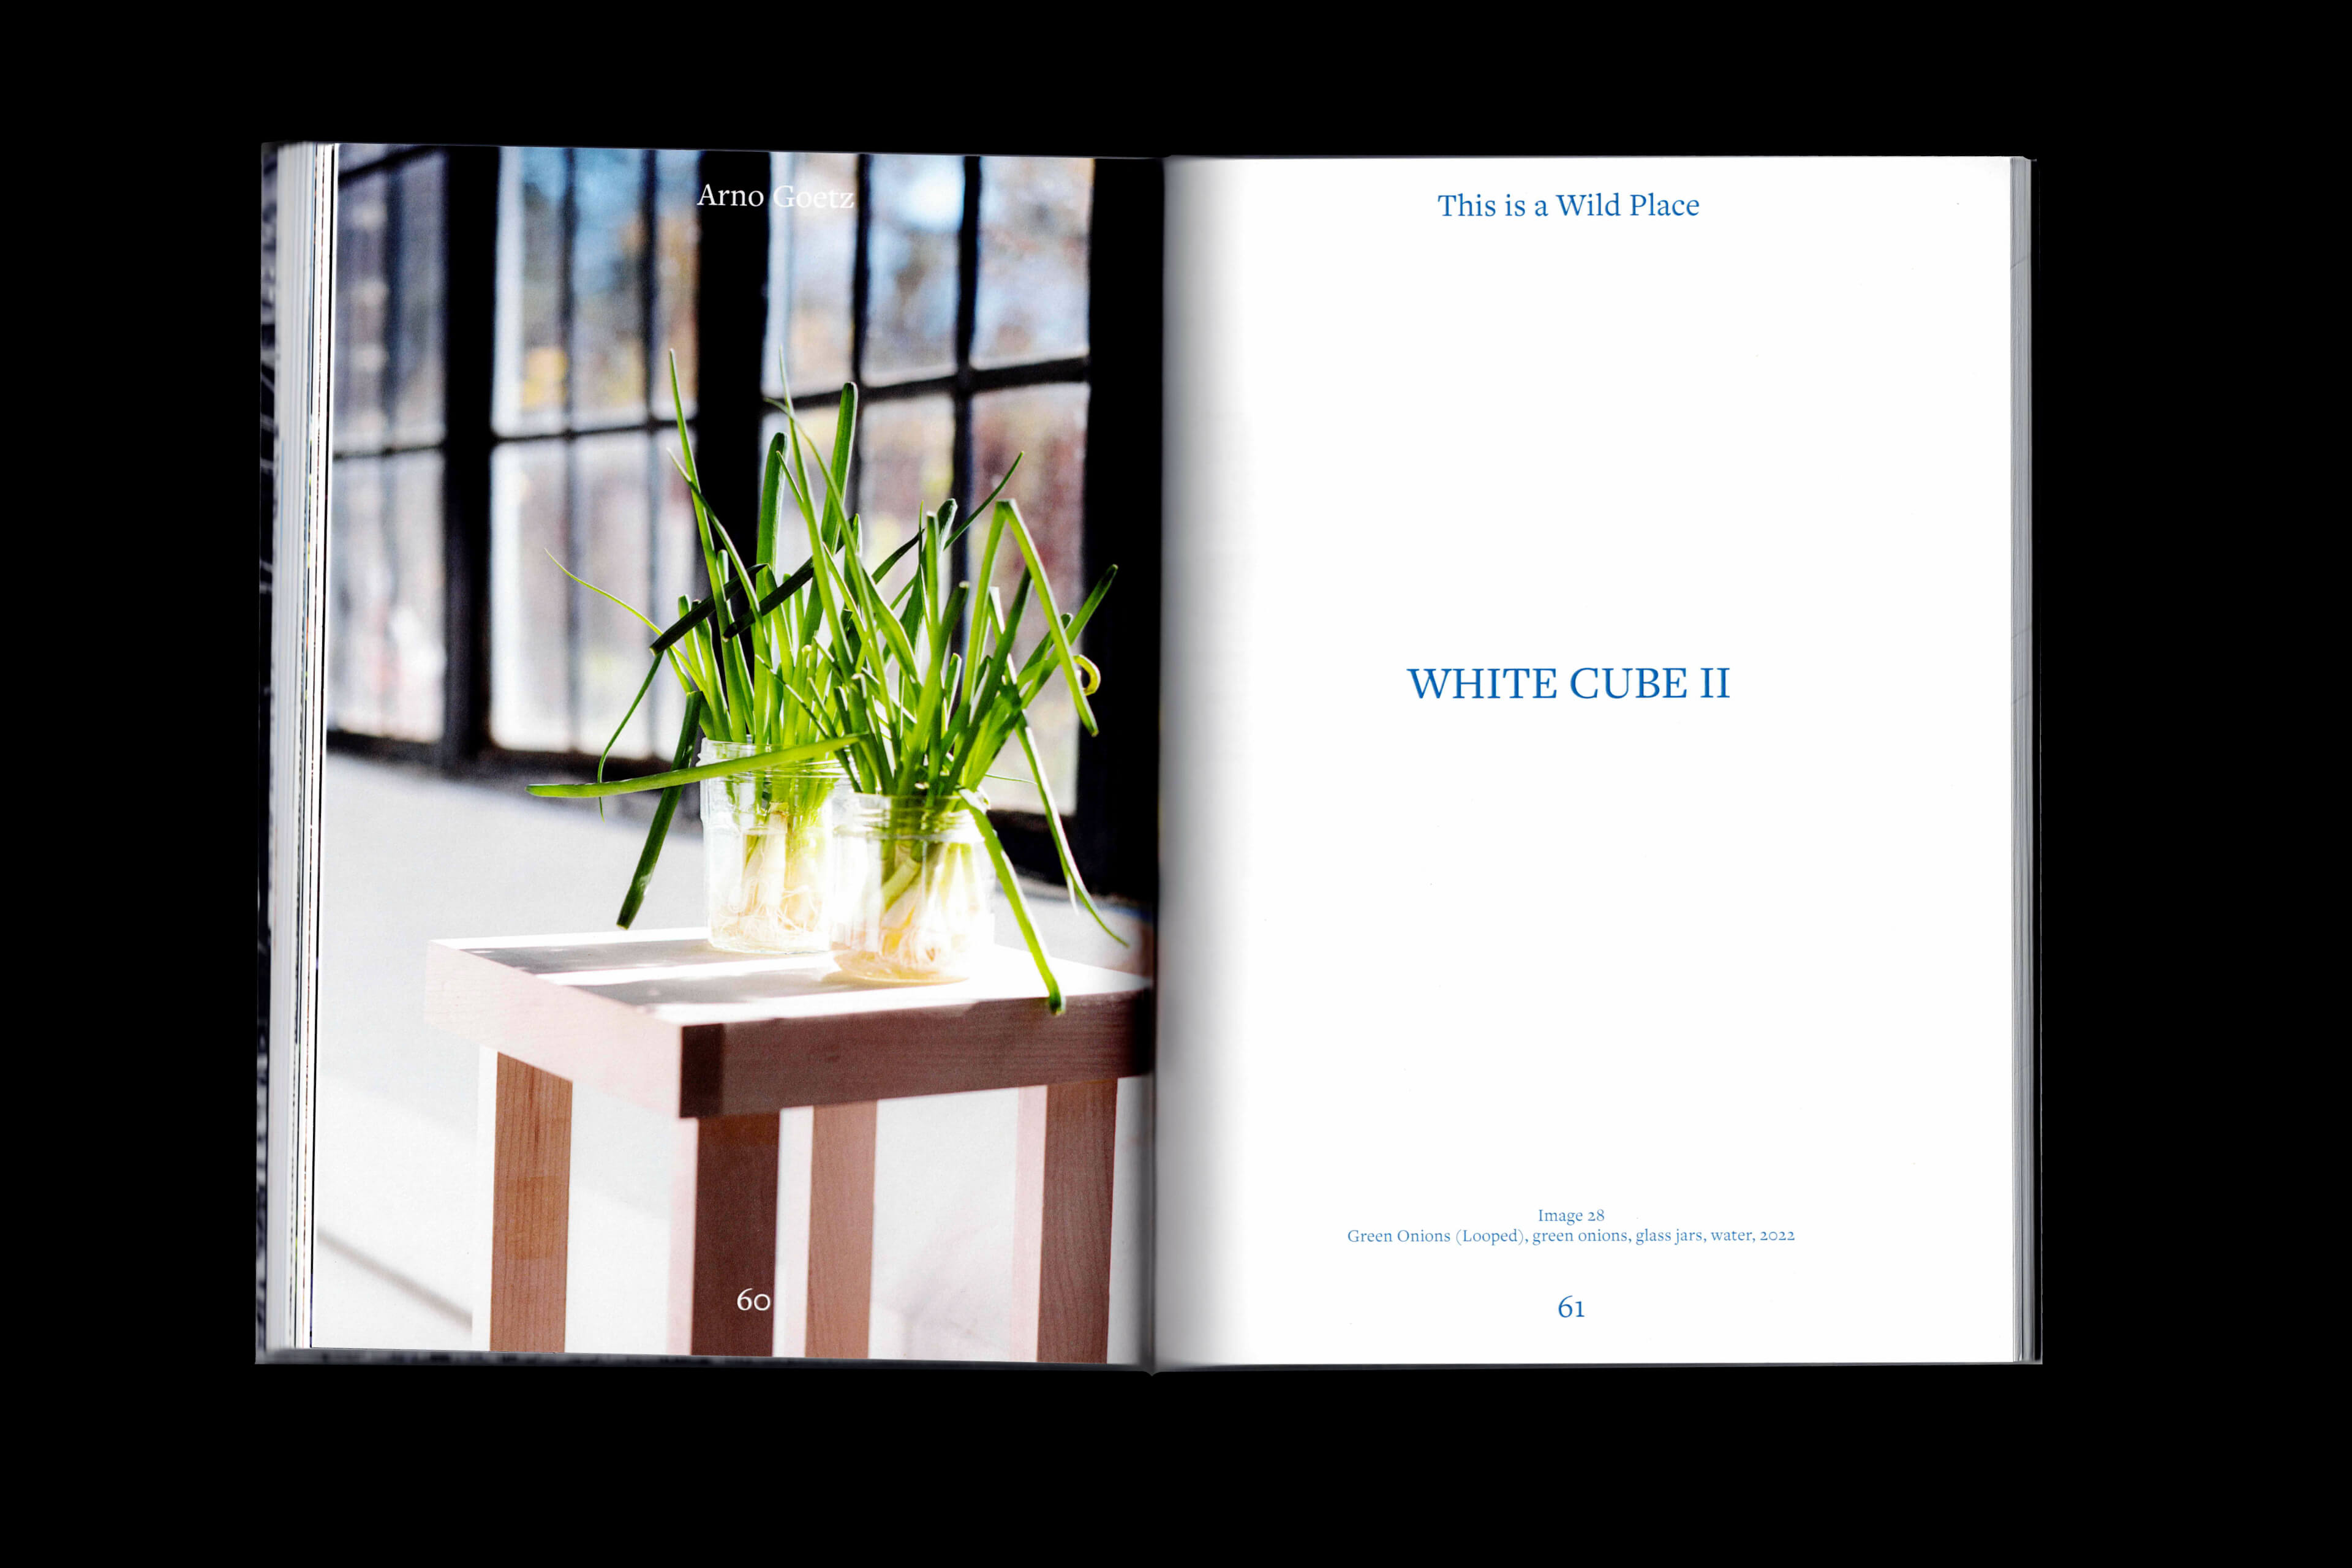 Arno Goetz
60
This is a Wild Place
WHITE CUBE II
Image 28
Green Onions (Looped), green onions, glass jars, water, 2022
61